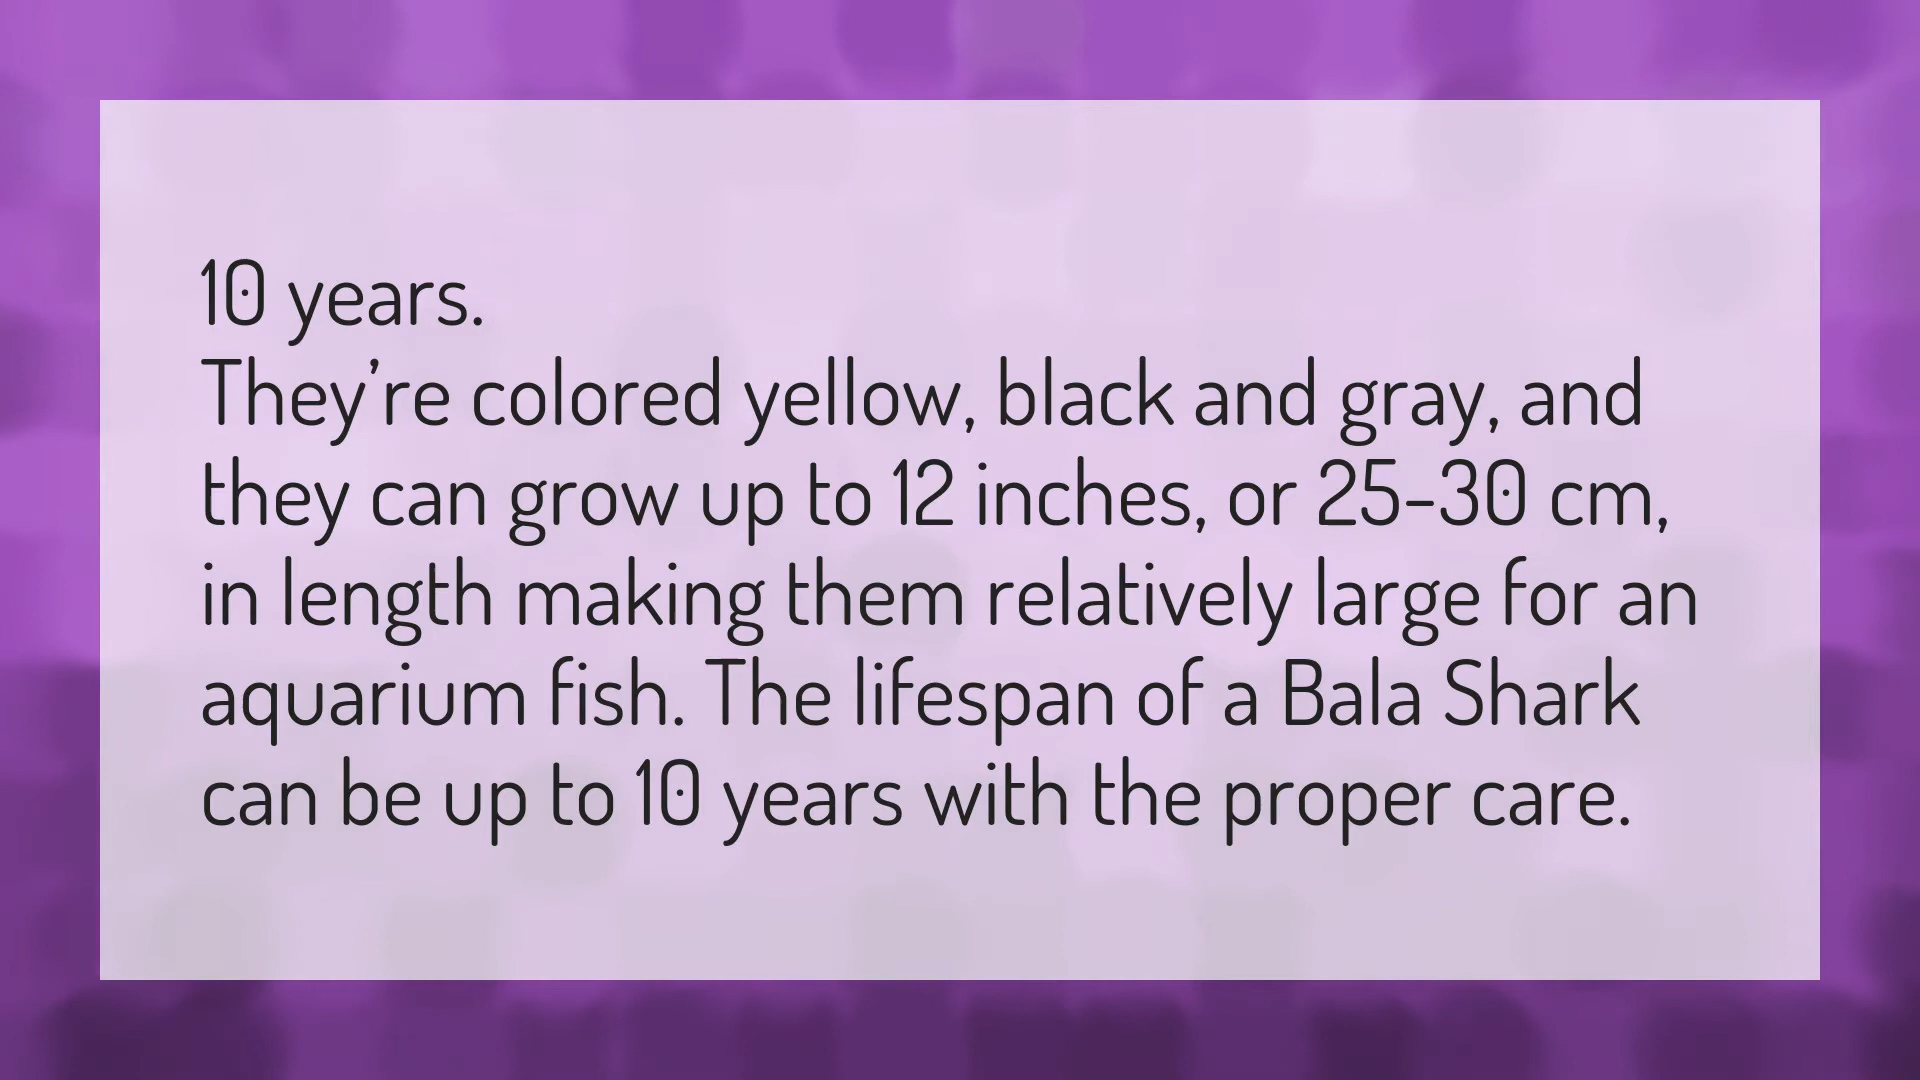 10 years.
They’re colored yellow, black and gray, and
they can grow up to 12 inches, or 25-30 cm,
in length making them relatively large for an
aquarium fish. The lifespan of a Bala Shark
can be up to 10 years with the proper care.